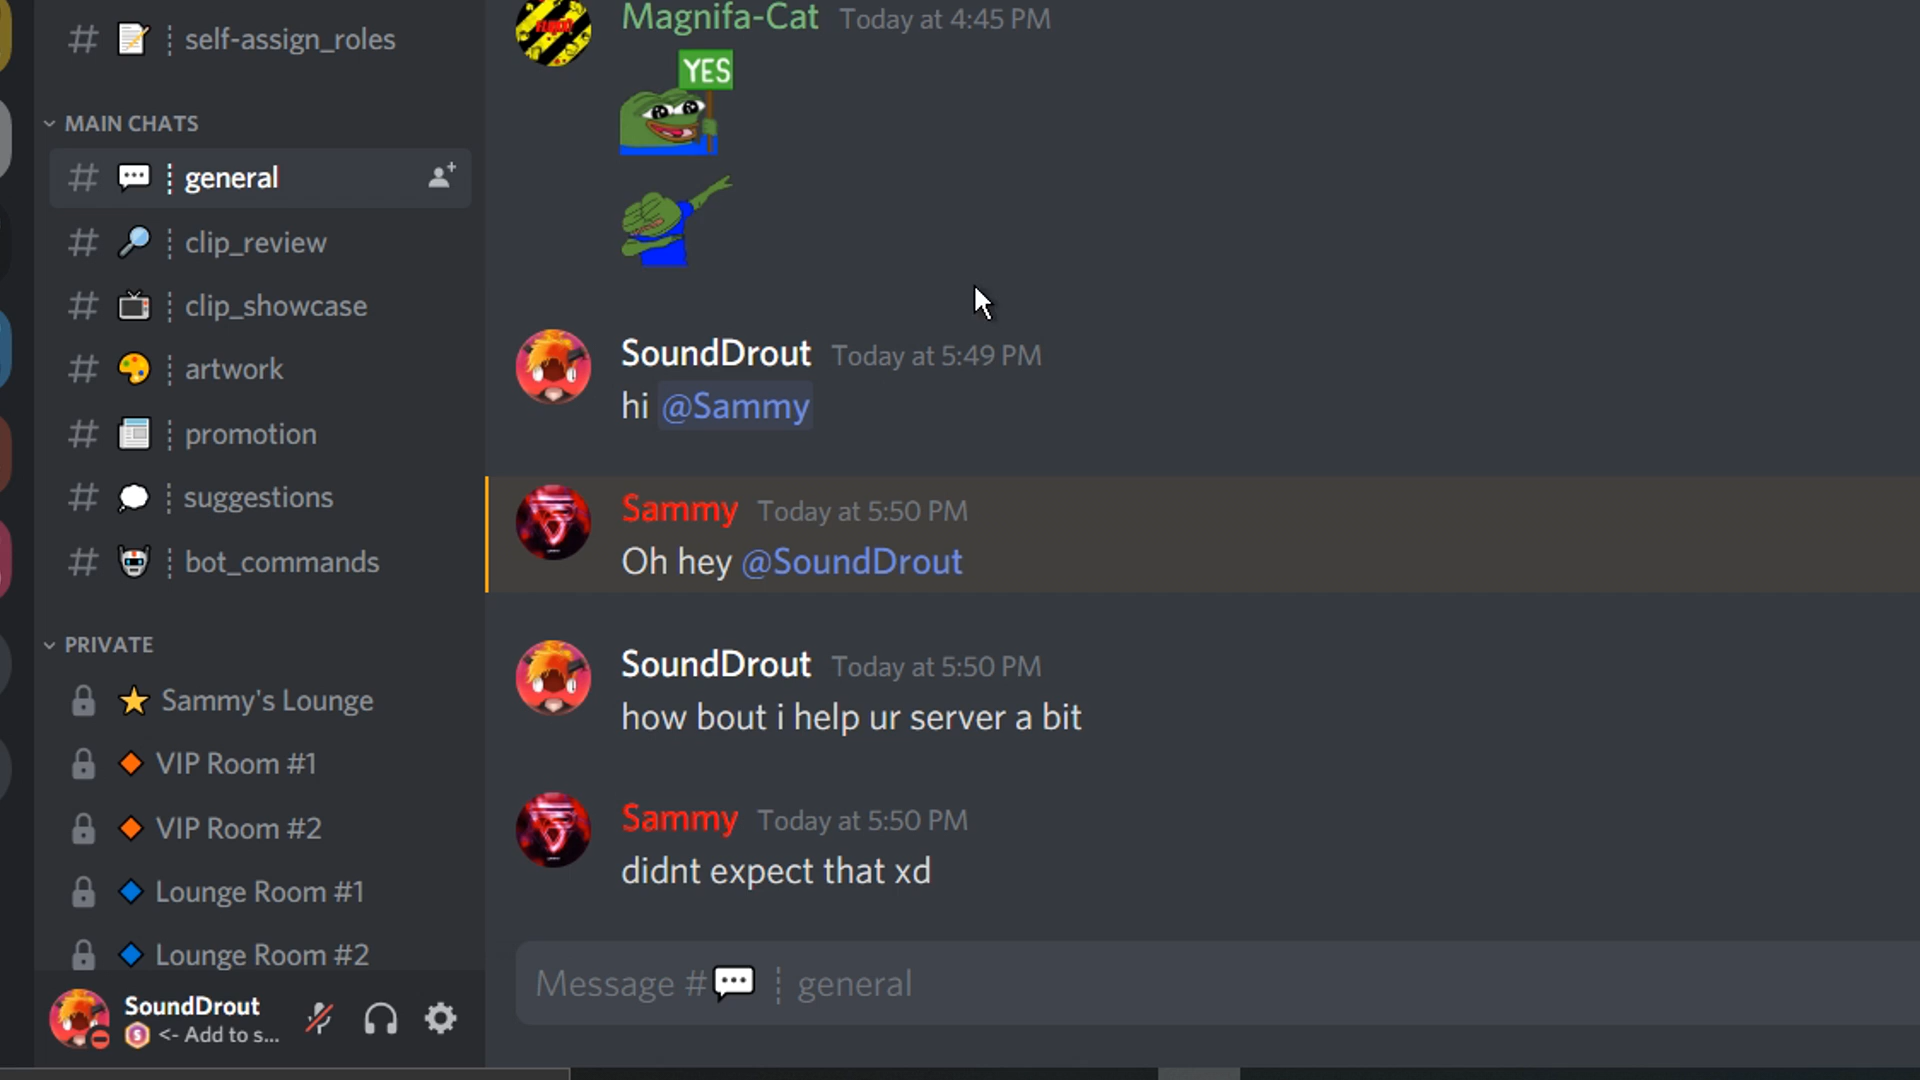 self-assign_roles
MAIN CHATS
general
clip_review
clip_showcase
artwork
promotion
suggestions
bot_commands
PRIVATE
Sammy's Lounge
VIP Room #1
VIP Room #2
Lounge Room #1
Lounge Room #2
SoundDrout
<- Add to s...
Magnifa-Cat Today at 4:45 PM
YES
SoundDrout Today at 5:49 PM
hi @Sammy
Sammy Today at 5:50 PM
Oh hey @SoundDrout
SoundDrout Today at 5:50 PM
how bout i help ur server a bit
Sammy Today at 5:50 PM
didnt expect that xd
Message # general